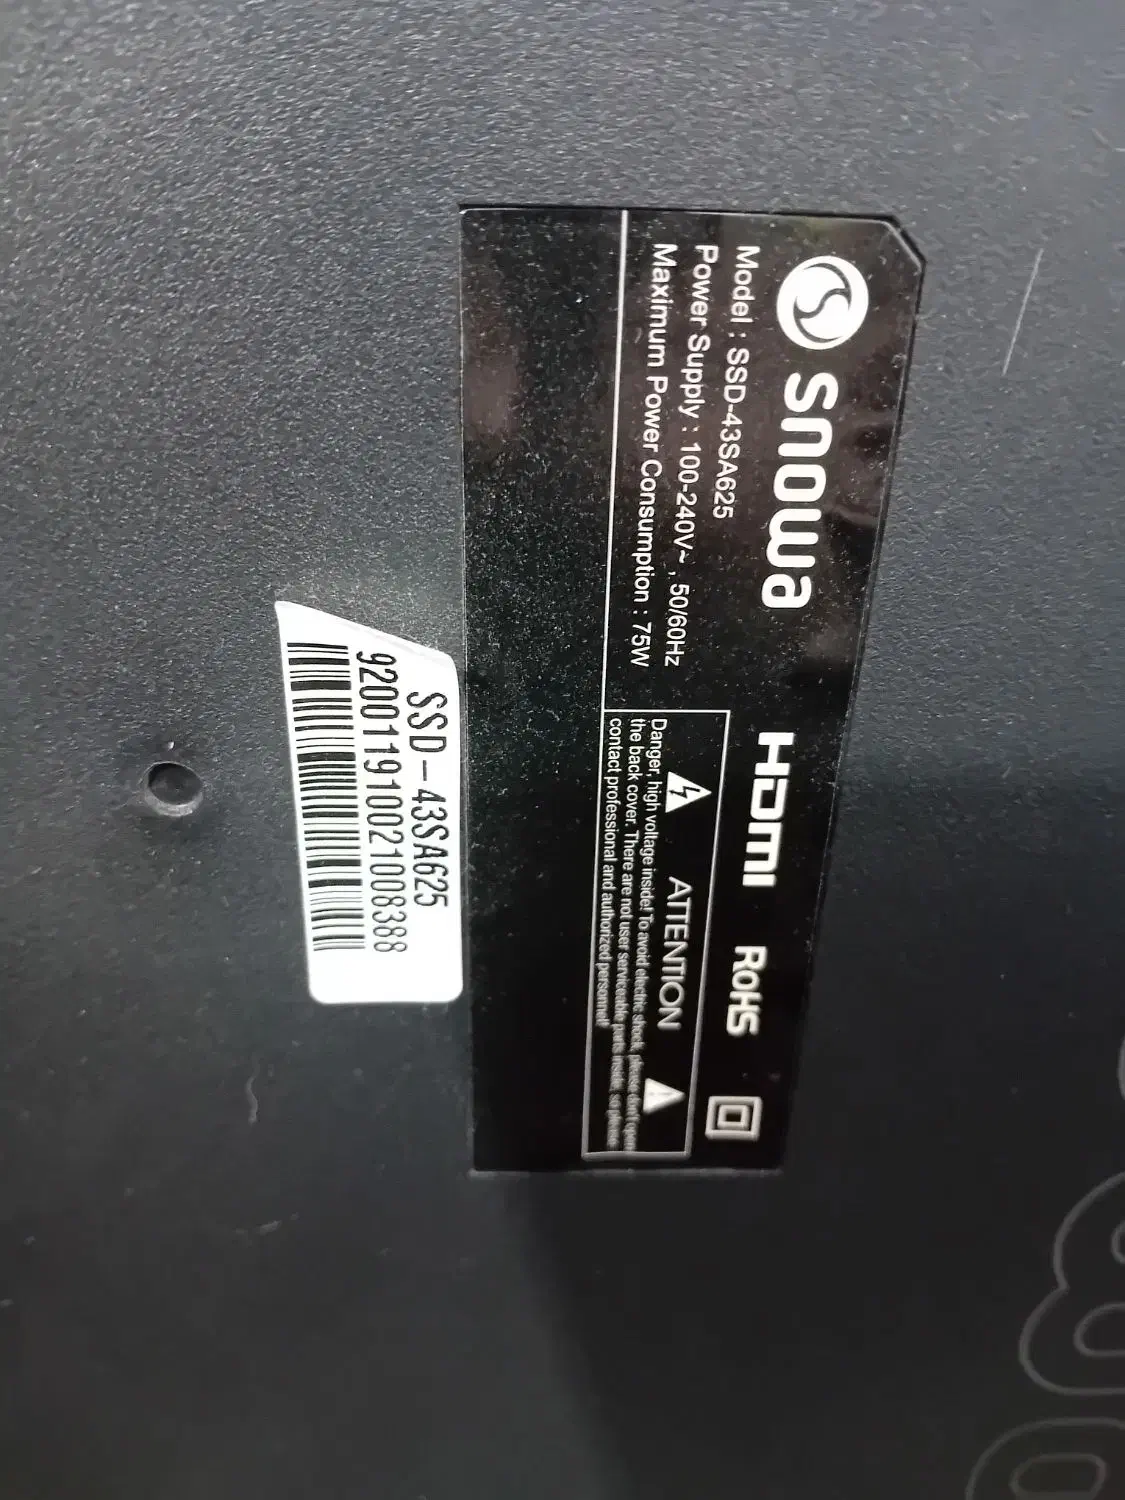 snowa
HDMI
RoHS
Model : SSD-43SA625
Power Supply : 100-240V~ , 50/60Hz
Maximum Power Consumption : 75W
ATTENTION
Danger, high voltage inside! To avoid electric shock, please don't open
the back cover. There are not user serviceable parts inside, so please
contact professional and authorized personnel!
SSD-43SA625
9200119100210083​88